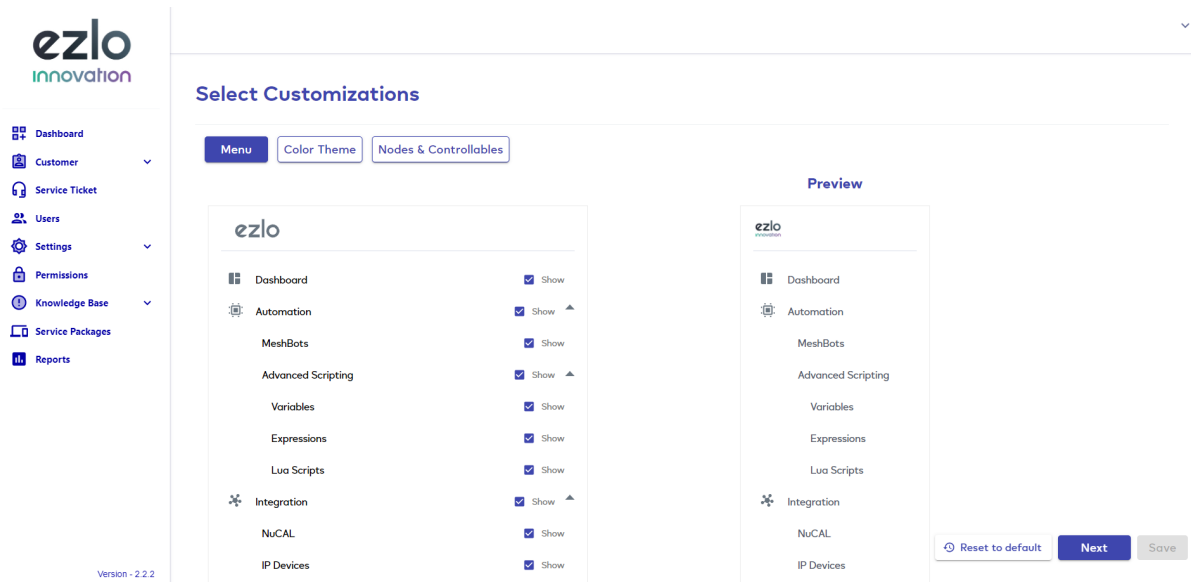 ezlo
innovation
Dashboard
Customer
Service Ticket
Users
Settings
Permissions
Knowledge Base
Service Packages
Reports
Version - 2.2.2
Select Customizations
Menu
Color Theme
Nodes & Controllables
ezlo
Dashboard Show
Automation Show
MeshBots Show
Advanced Scripting Show
Variables Show
Expressions Show
Lua Scripts Show
Integration Show
NuCAL Show
IP Devices Show
Preview
ezlo
innovation
Dashboard
Automation
MeshBots
Advanced Scripting
Variables
Expressions
Lua Scripts
Integration
NuCAL
IP Devices
Reset to default
Next
Save